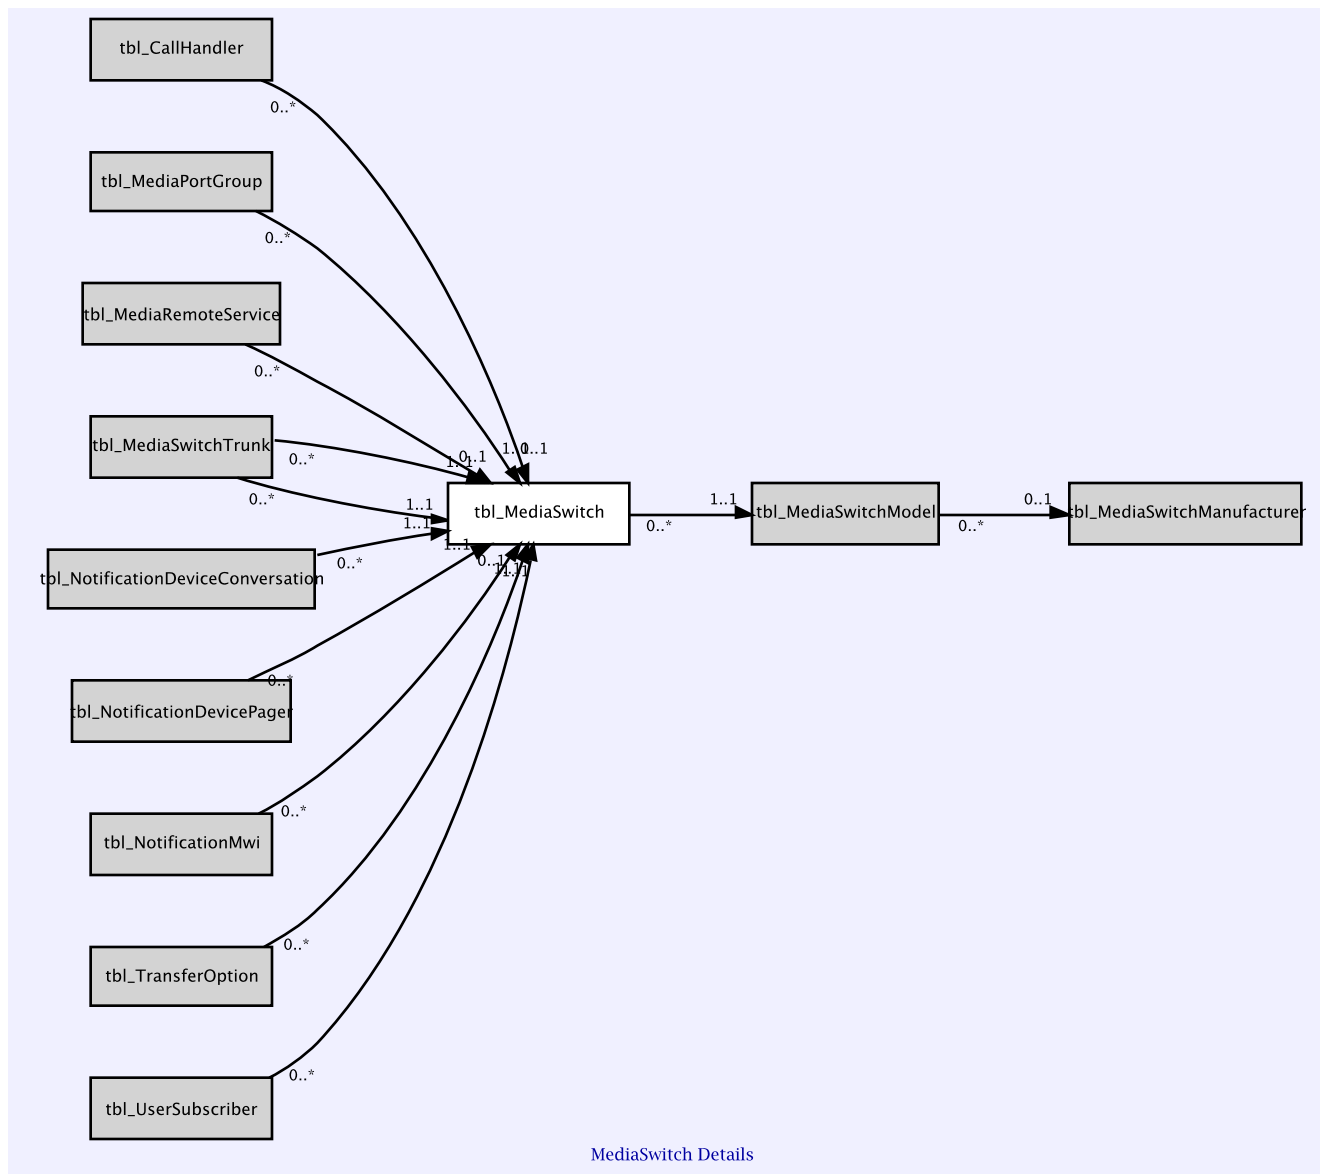 tbl_CallHandler
0..*
tbl_MediaPortGroup
0..*
tbl_MediaRemoteService
0..*
tbl_MediaSwitchTrunk
0..*
0..*
1..1
0..1
0..1
1..1
1..1
tbl_MediaSwitch
0..*
1..1
tbl_MediaSwitchModel
0..*
0..1
tbl_MediaSwitchManufacturer
1..1
0..1
tbl_NotificationDeviceConversation
0..*
tbl_NotificationDevicePager
0..*
tbl_NotificationMwi
0..*
tbl_TransferOption
0..*
tbl_UserSubscriber
0..*
MediaSwitch Details